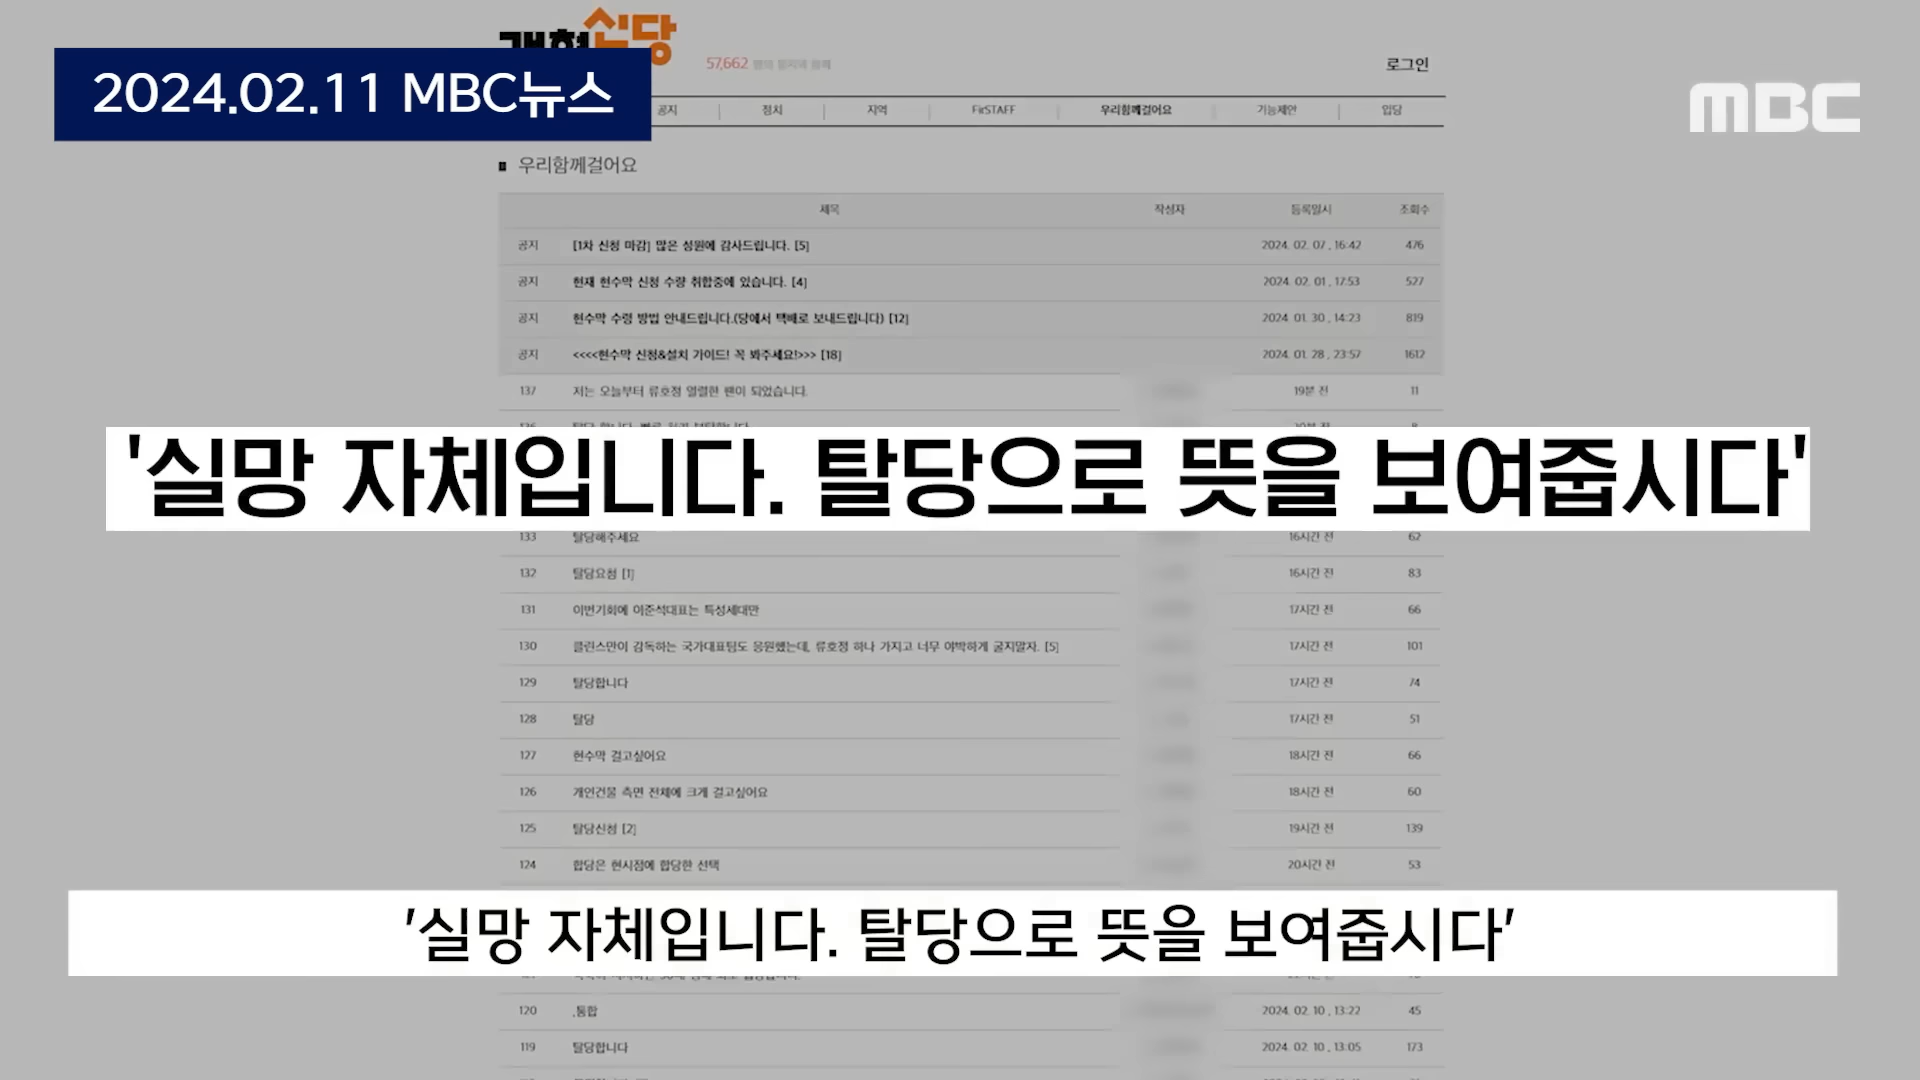 개혁신당
2024.02.11 MBC뉴스
57,662 명의 동지와 함께
로그인
MBC
공지 정치 지역 FirSTAFF 우리함께걸어요 기능제안 입당
우리함께걸어요
제목 작성자 등록일시 조회수
공지 [1차 신청 마감] 많은 성원에 감사드립니다. [5] 2024. 02. 07 , 16:42 476
공지 현재 현수막 신청 수량 취합중에 있습니다. [4] 2024. 02. 01 , 17:53 527
공지 현수막 수령 방법 안내드립니다.(당에서 택배로 보내드립니다) [12] 2024. 01. 30 , 14:23 819
공지 <<<<현수막 신청&설치 가이드! 꼭 봐주세요!>>> [18] 2024. 01. 28 , 23:57 1612
137 저는 오늘부터 류호정 열렬한 팬이 되었습니다. 19분 전 11
'실망 자체입니다. 탈당으로 뜻을 보여줍시다'
133 탈당해주세요 16시간 전 62
132 탈당요청 [1] 16시간 전 83
131 이번기회에 이준석대표는 특성세대만 17시간 전 66
130 클린스만이 감독하는 국가대표팀도 응원했는데, 류호정 하나 가지고 너무 야박하게 굴지말자. [5] 17시간 전 101
129 탈당합니다 17시간 전 74
128 탈당 17시간 전 51
127 현수막 걸고싶어요 18시간 전 66
126 개인건물 측면 전체에 크게 걸고싶어요 18시간 전 60
125 탈당신청 [2] 19시간 전 139
124 합당은 현시점에 합당한 선택 20시간 전 53
'실망 자체입니다. 탈당으로 뜻을 보여줍시다'
120 .통합 2024. 02. 10 , 13:22 45
119 탈당합니다 2024. 02. 10 , 13:05 173